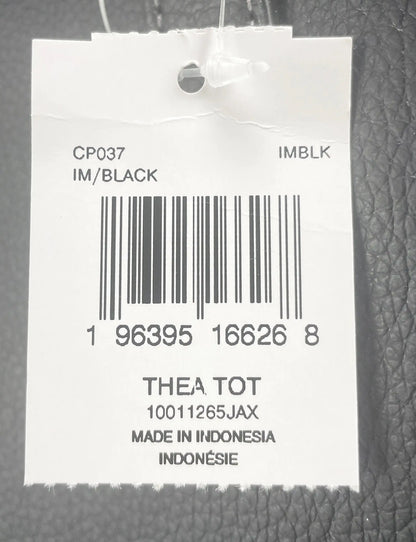 CP037 IMBLK
IM/BLACK
1 96395 16626 8
THEA TOT
10011265JAX
MADE IN INDONESIA
INDONÉSIE